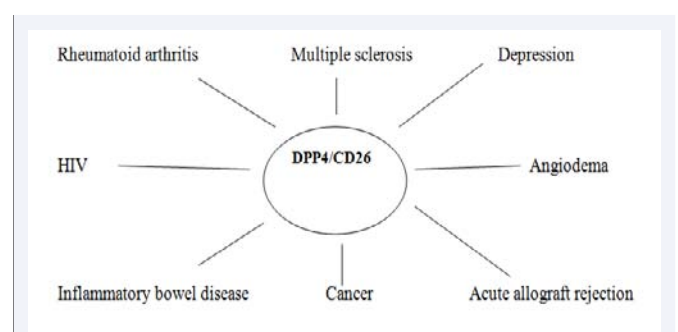 Rheumatoid arthritis
Multiple sclerosis
Depression
DPP4/CD26
HIV
Angiodema
Inflammatory bowel disease
Cancer
Acute allograft rejection